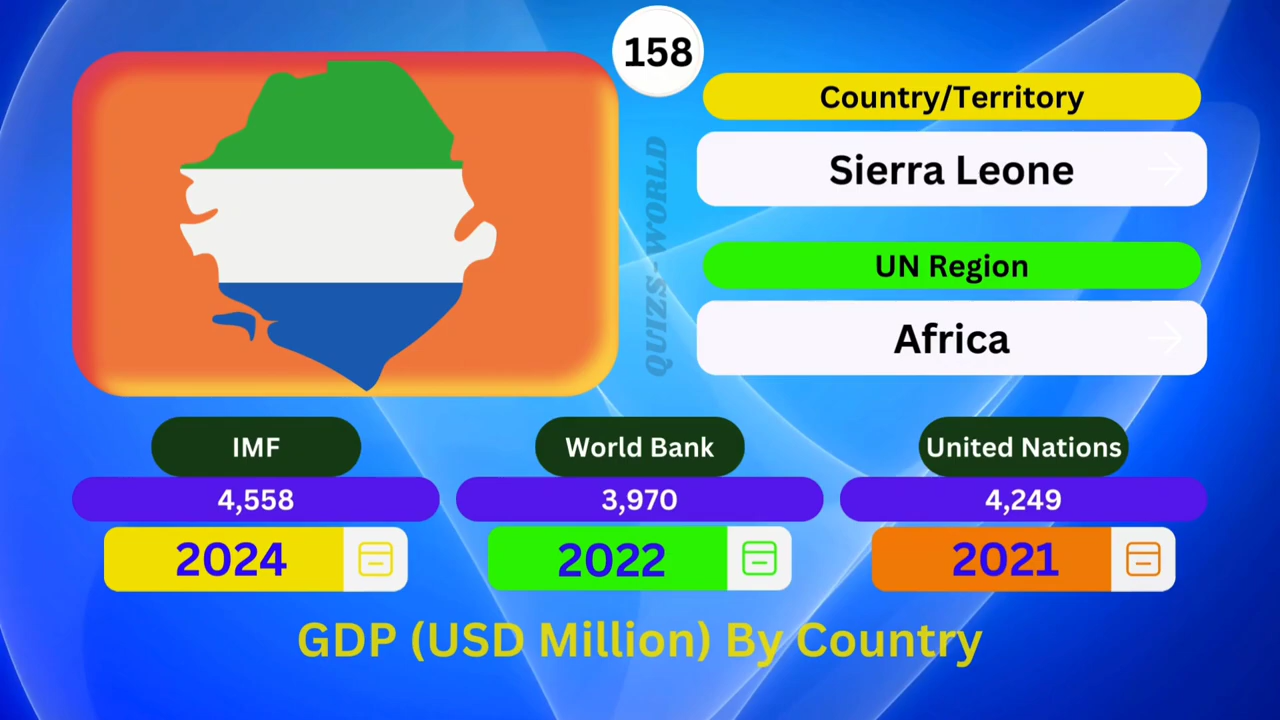 158
Country/Territory
Sierra Leone
QUIZS-WORLD
UN Region
Africa
IMF
World Bank
United Nations
4,558
3,970
4,249
2024
2022
2021
GDP (USD Million) By Country